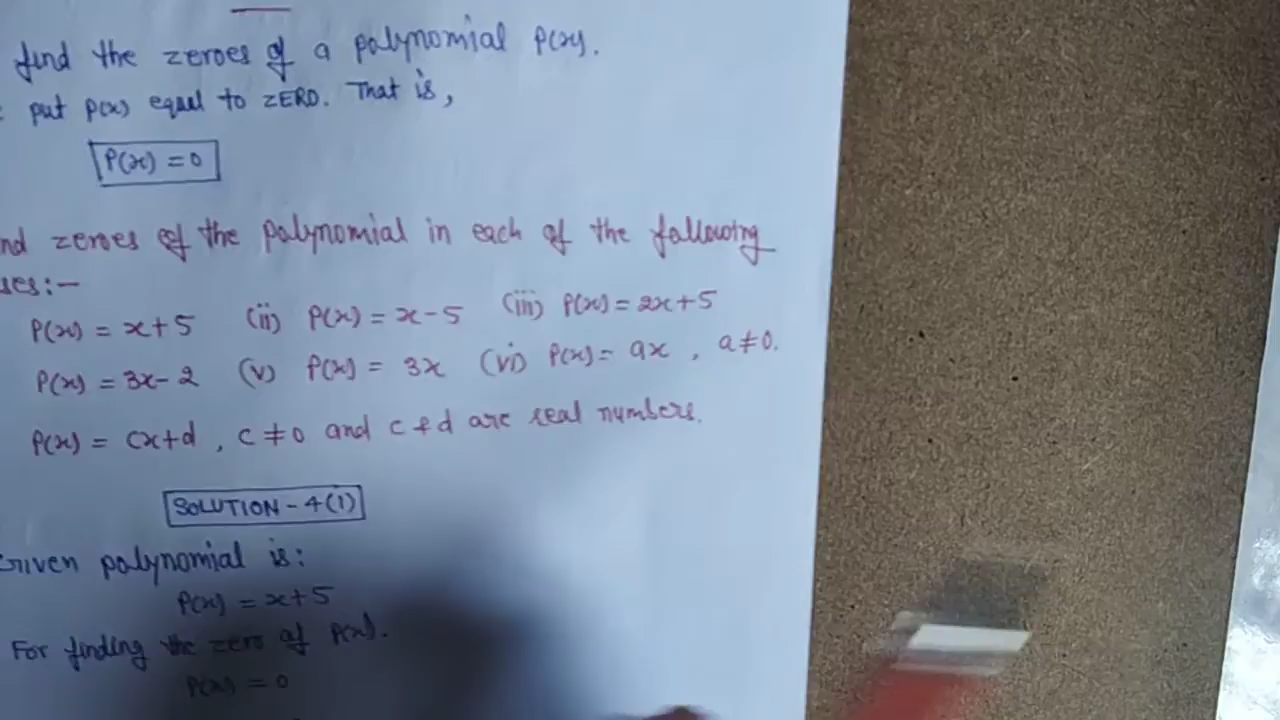 find the zeroes of a polynomial P(x).
put P(x) equal to ZERO. That is,
P(x) = 0
zeroes of the polynomial in each of the following
P(x) = x+5 (ii) P(x) = x-5 (iii) P(x) = 2x+5
P(x) = 3x-2 (v) P(x) = 3x (vi) P(x) = ax , a≠0.
P(x) = cx+d , c≠0 and c & d are real numbers.
SOLUTION - 4(i)
Given polynomial is:
P(x) = x+5
For finding the zero of P(x).
P(x) = 0